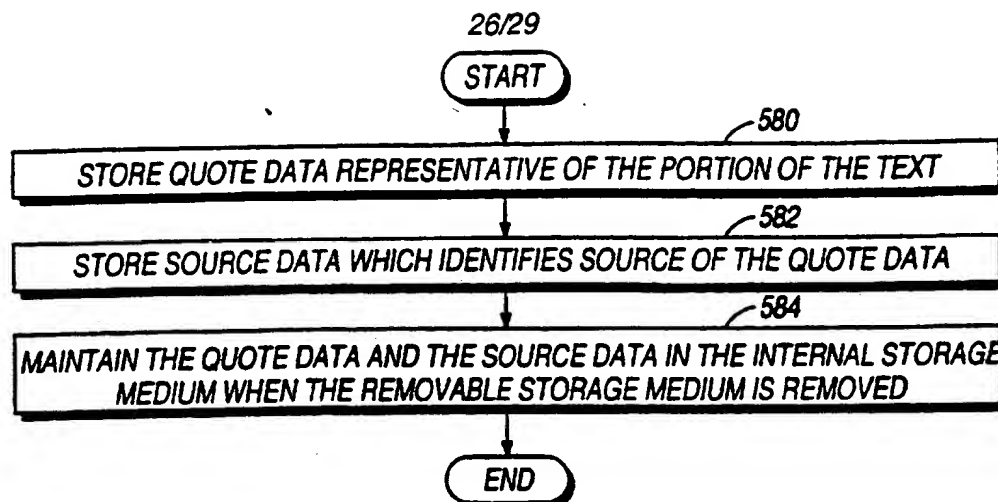 26/29
START
580
STORE QUOTE DATA REPRESENTATIVE OF THE PORTION OF THE TEXT
582
STORE SOURCE DATA WHICH IDENTIFIES SOURCE OF THE QUOTE DATA
584
MAINTAIN THE QUOTE DATA AND THE SOURCE DATA IN THE INTERNAL STORAGE
MEDIUM WHEN THE REMOVABLE STORAGE MEDIUM IS REMOVED
END